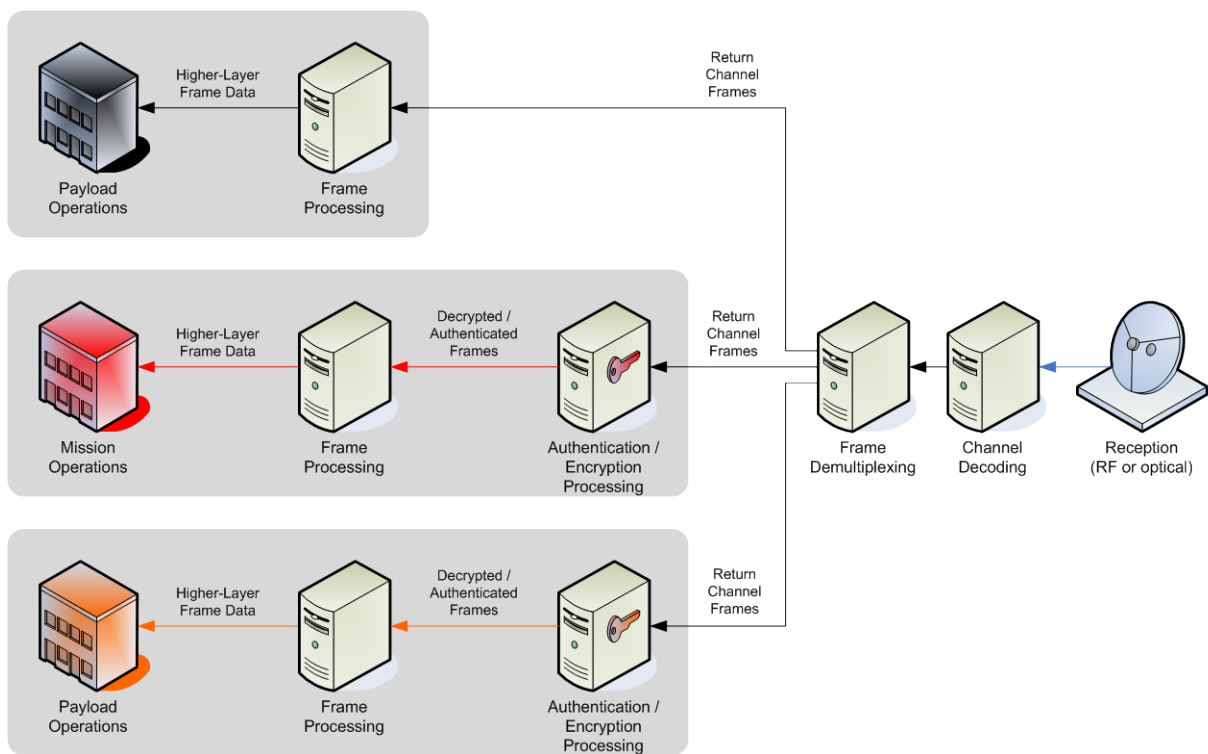 Higher-Layer
Frame Data
Return
Channel
Frames
Payload
Operations
Frame
Processing
Higher-Layer
Frame Data
Decrypted /
Authenticated
Frames
Return
Channel
Frames
Mission
Operations
Frame
Processing
Authentication /
Encryption
Processing
Frame
Demultiplexing
Channel
Decoding
Reception
(RF or optical)
Higher-Layer
Frame Data
Decrypted /
Authenticated
Frames
Return
Channel
Frames
Payload
Operations
Frame
Processing
Authentication /
Encryption
Processing